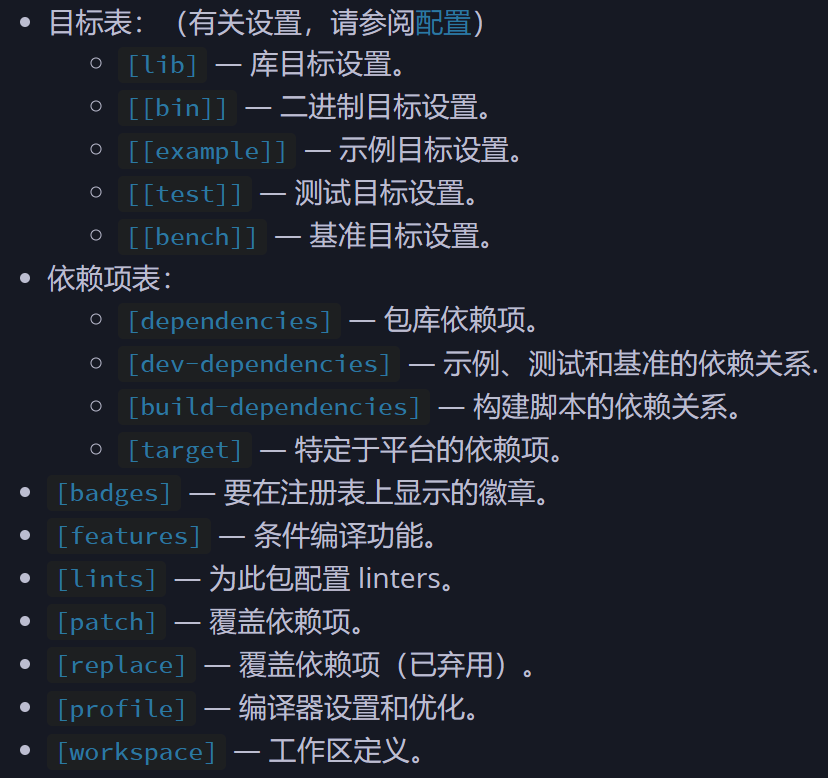 目标表：（有关设置，请参阅配置）
[lib] — 库目标设置。
[[bin]] — 二进制目标设置。
[[example]] — 示例目标设置。
[[test]] — 测试目标设置。
[[bench]] — 基准目标设置。
依赖项表：
[dependencies] — 包库依赖项。
[dev-dependencies] — 示例、测试和基准的依赖关系.
[build-dependencies] — 构建脚本的依赖关系。
[target] — 特定于平台的依赖项。
[badges] — 要在注册表上显示的徽章。
[features] — 条件编译功能。
[lints] — 为此包配置 linters。
[patch] — 覆盖依赖项。
[replace] — 覆盖依赖项（已弃用）。
[profile] — 编译器设置和优化。
[workspace] — 工作区定义。